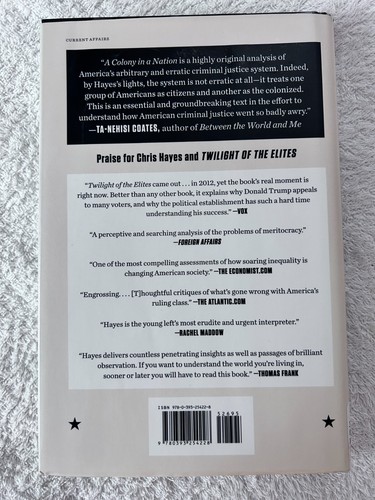 CURRENT AFFAIRS
“A Colony in a Nation is a highly original analysis of
America’s arbitrary and erratic criminal justice system. Indeed,
by Hayes’s lights, the system is not erratic at all—it treats one
group of Americans as citizens and another as the colonized.
This is an essential and groundbreaking text in the effort to
understand how American criminal justice went so badly awry.”
—TA-NEHISI COATES, author of Between the World and Me
Praise for Chris Hayes and TWILIGHT OF THE ELITES
“Twilight of the Elites came out . . . in 2012, yet the book’s real moment is
right now. Better than any other book, it explains why Donald Trump appeals
to many voters, and why the political establishment has such a hard time
understanding his success.” —VOX
“A perceptive and searching analysis of the problems of meritocracy.”
—FOREIGN AFFAIRS
“One of the most compelling assessments of how soaring inequality is
changing American society.” —THE ECONOMIST.COM
“Engrossing. . . . [T]houghtful critiques of what’s gone wrong with America’s
ruling class.” —THE ATLANTIC.COM
“Hayes is the young left’s most erudite and urgent interpreter.”
—RACHEL MADDOW
“Hayes delivers countless penetrating insights as well as passages of brilliant
observation. If you want to understand the world you’re living in,
sooner or later you will have to read this book.” —THOMAS FRANK
ISBN 978-0-393-25422-8
52695
9 780393 254228